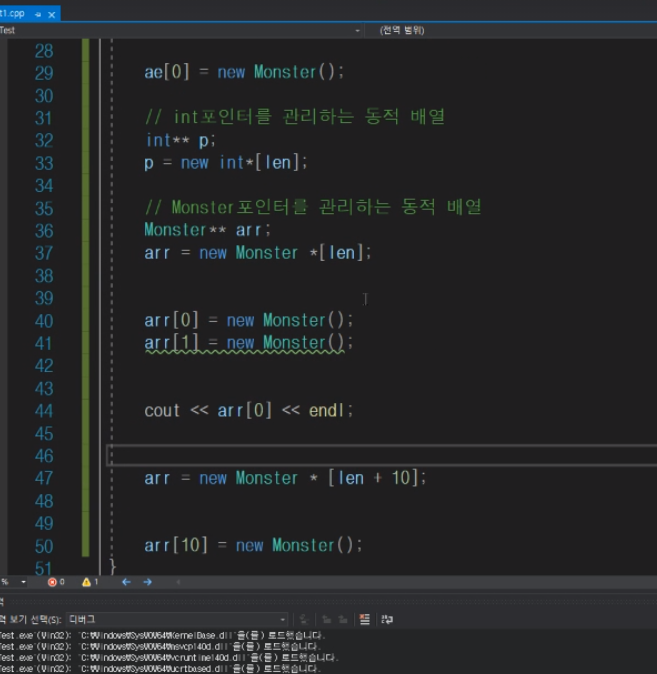 t1.cpp
Test
(전역 범위)
28
29 ae[0] = new Monster();
30
31 // int포인터를 관리하는 동적 배열
32 int** p;
33 p = new int*[len];
34
35 // Monster포인터를 관리하는 동적 배열
36 Monster** arr;
37 arr = new Monster *[len];
38
39
40 arr[0] = new Monster();
41 arr[1] = new Monster();
42
43
44 cout << arr[0] << endl;
45
46
47 arr = new Monster * [len + 10];
48
49
50 arr[10] = new Monster();
51 }
% 0 1
력 보기 선택(S): 디버그
Test.exe'(Win32): 'C:₩Windows₩SysWOW64₩KernelBase.dll'을(를) 로드했습니다.
Test.exe'(Win32): 'C:₩Windows₩SysWOW64₩msvcp140d.dll'을(를) 로드했습니다.
Test.exe'(Win32): 'C:₩Windows₩SysWOW64₩vcruntime140d.dll'을(를) 로드했습니다.
Test.exe'(Win32): 'C:₩Windows₩SysWOW64₩ucrtbased.dll'을(를) 로드했습니다.